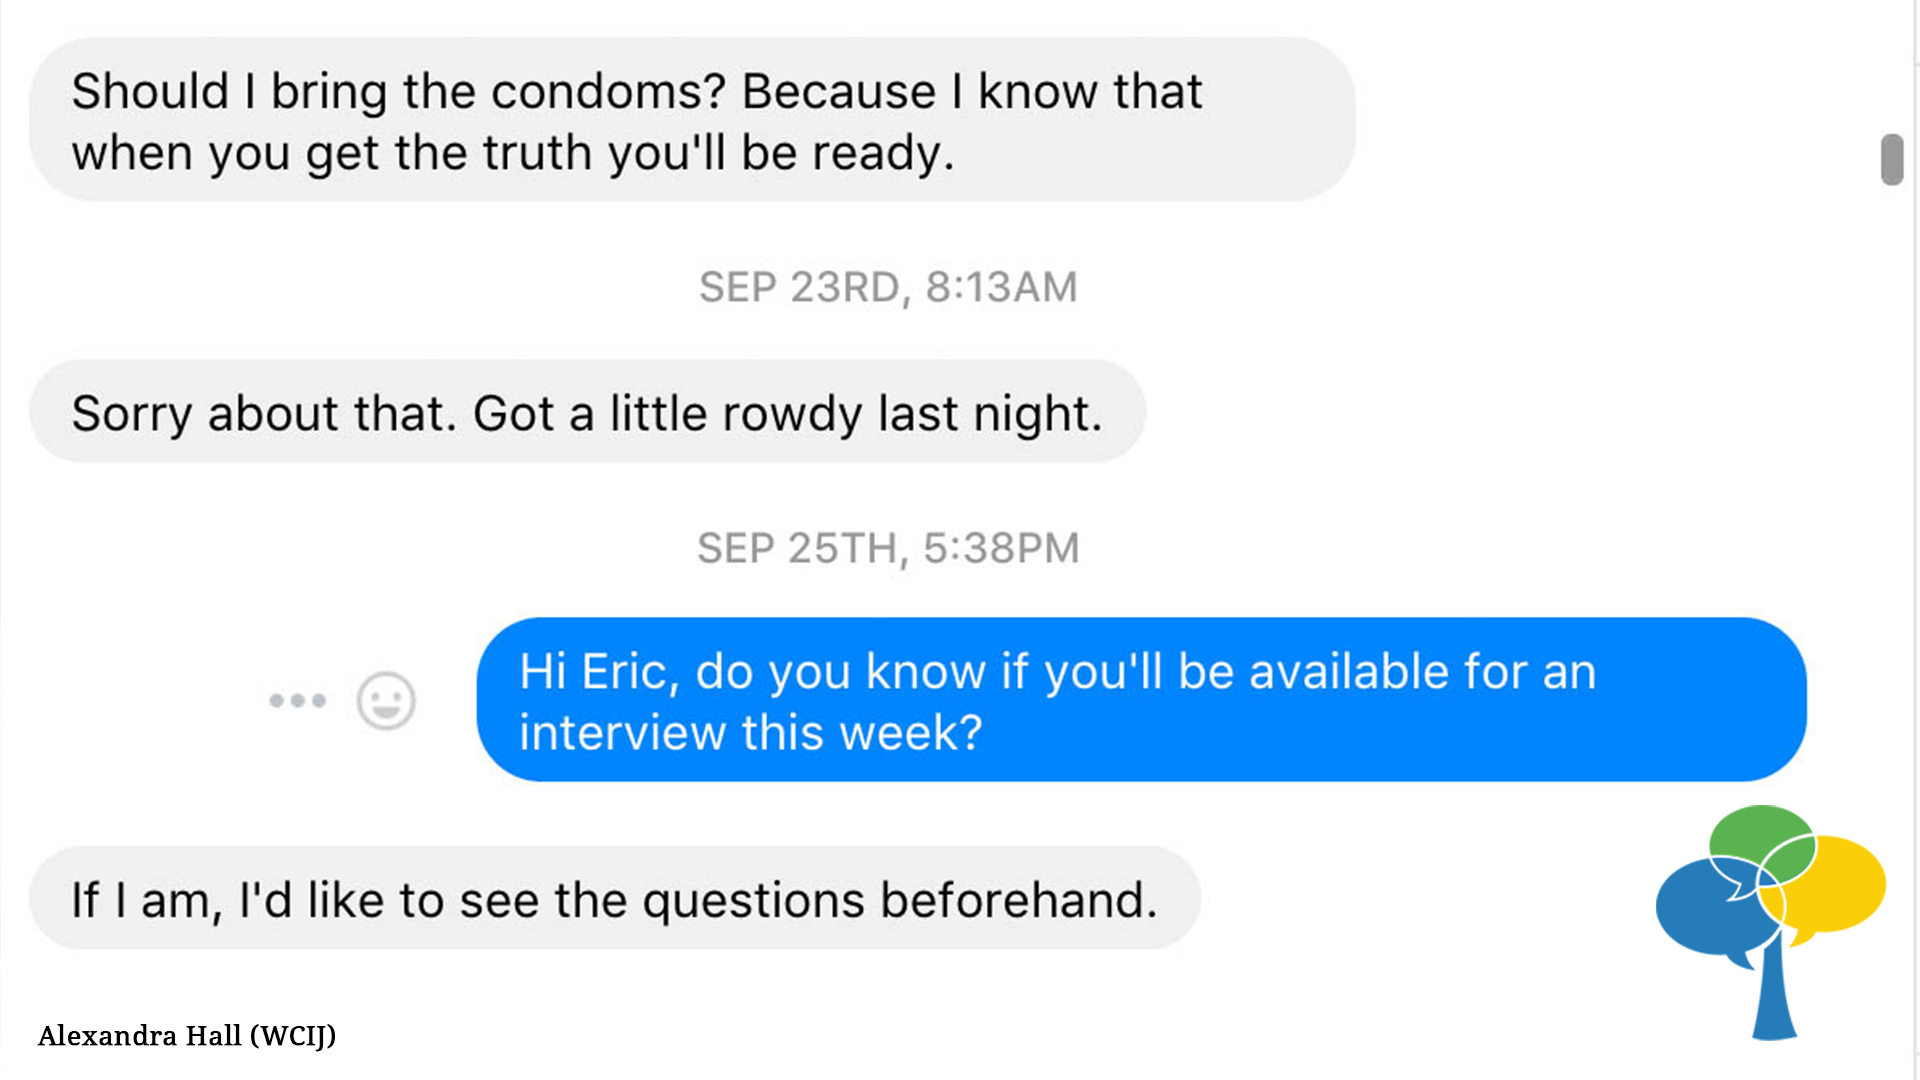 Should I bring the condoms? Because I know that
when you get the truth you'll be ready.
SEP 23RD, 8:13AM
Sorry about that. Got a little rowdy last night.
SEP 25TH, 5:38PM
Hi Eric, do you know if you'll be available for an
interview this week?
If I am, I'd like to see the questions beforehand.
Alexandra Hall (WCIJ)